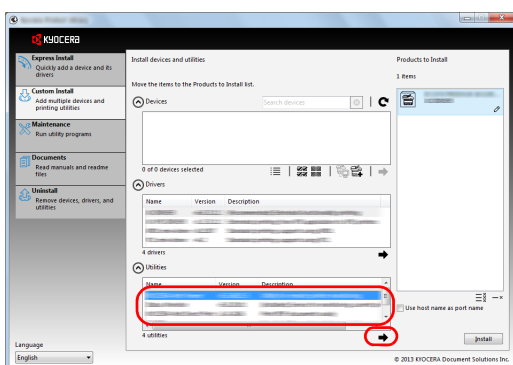 KYOCERA
Express Install
Quickly add a device and its
drivers
Custom Install
Add multiple devices and
printing utilities
Maintenance
Run utility programs
Documents
Read manuals and readme
files
Uninstall
Remove devices, drivers, and
utilities
Language
English
Install devices and utilities
Move the items to the Products to Install list.
Devices
Search devices
0 of 0 devices selected
Drivers
Name Version Description
4 drivers
Utilities
Name Version Description
4 utilities
Products to Install
1 items
Use host name as port name
Install
© 2013 KYOCERA Document Solutions Inc.